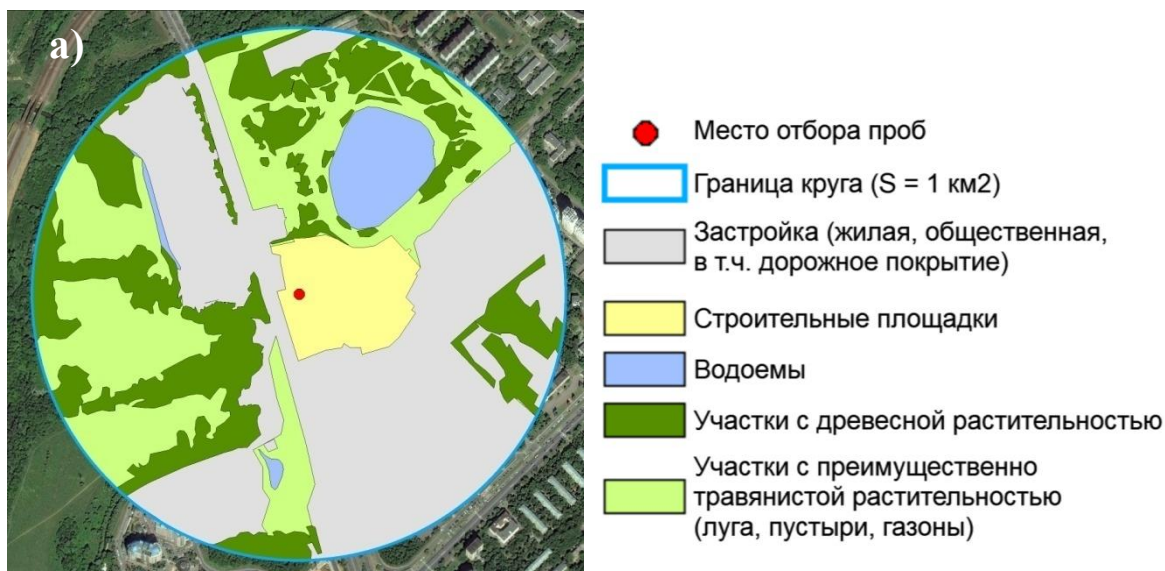 а)
Место отбора проб
Граница круга (S = 1 км2)
Застройка (жилая, общественная,
в т.ч. дорожное покрытие)
Строительные площадки
Водоемы
Участки с древесной растительностью
Участки с преимущественно
травянистой растительностью
(луга, пустыри, газоны)